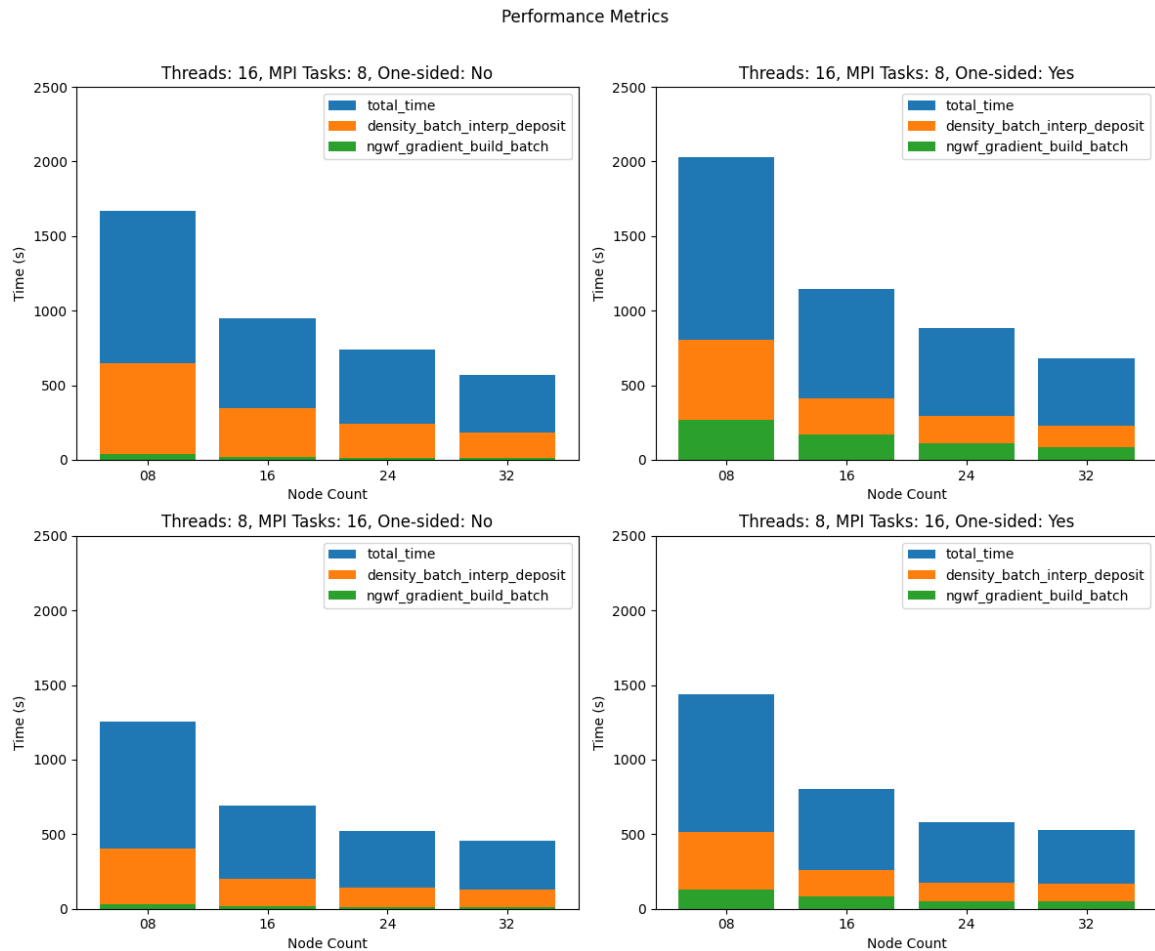 Performance Metrics
Threads: 16, MPI Tasks: 8, One-sided: No
2500
2000
1500
1000
500
0
Time (s)
total_time
density_batch_interp_deposit
ngwf_gradient_build_batch
08 16 24 32
Node Count
Threads: 16, MPI Tasks: 8, One-sided: Yes
2500
2000
1500
1000
500
0
Time (s)
total_time
density_batch_interp_deposit
ngwf_gradient_build_batch
08 16 24 32
Node Count
Threads: 8, MPI Tasks: 16, One-sided: No
2500
2000
1500
1000
500
0
Time (s)
total_time
density_batch_interp_deposit
ngwf_gradient_build_batch
08 16 24 32
Node Count
Threads: 8, MPI Tasks: 16, One-sided: Yes
2500
2000
1500
1000
500
0
Time (s)
total_time
density_batch_interp_deposit
ngwf_gradient_build_batch
08 16 24 32
Node Count